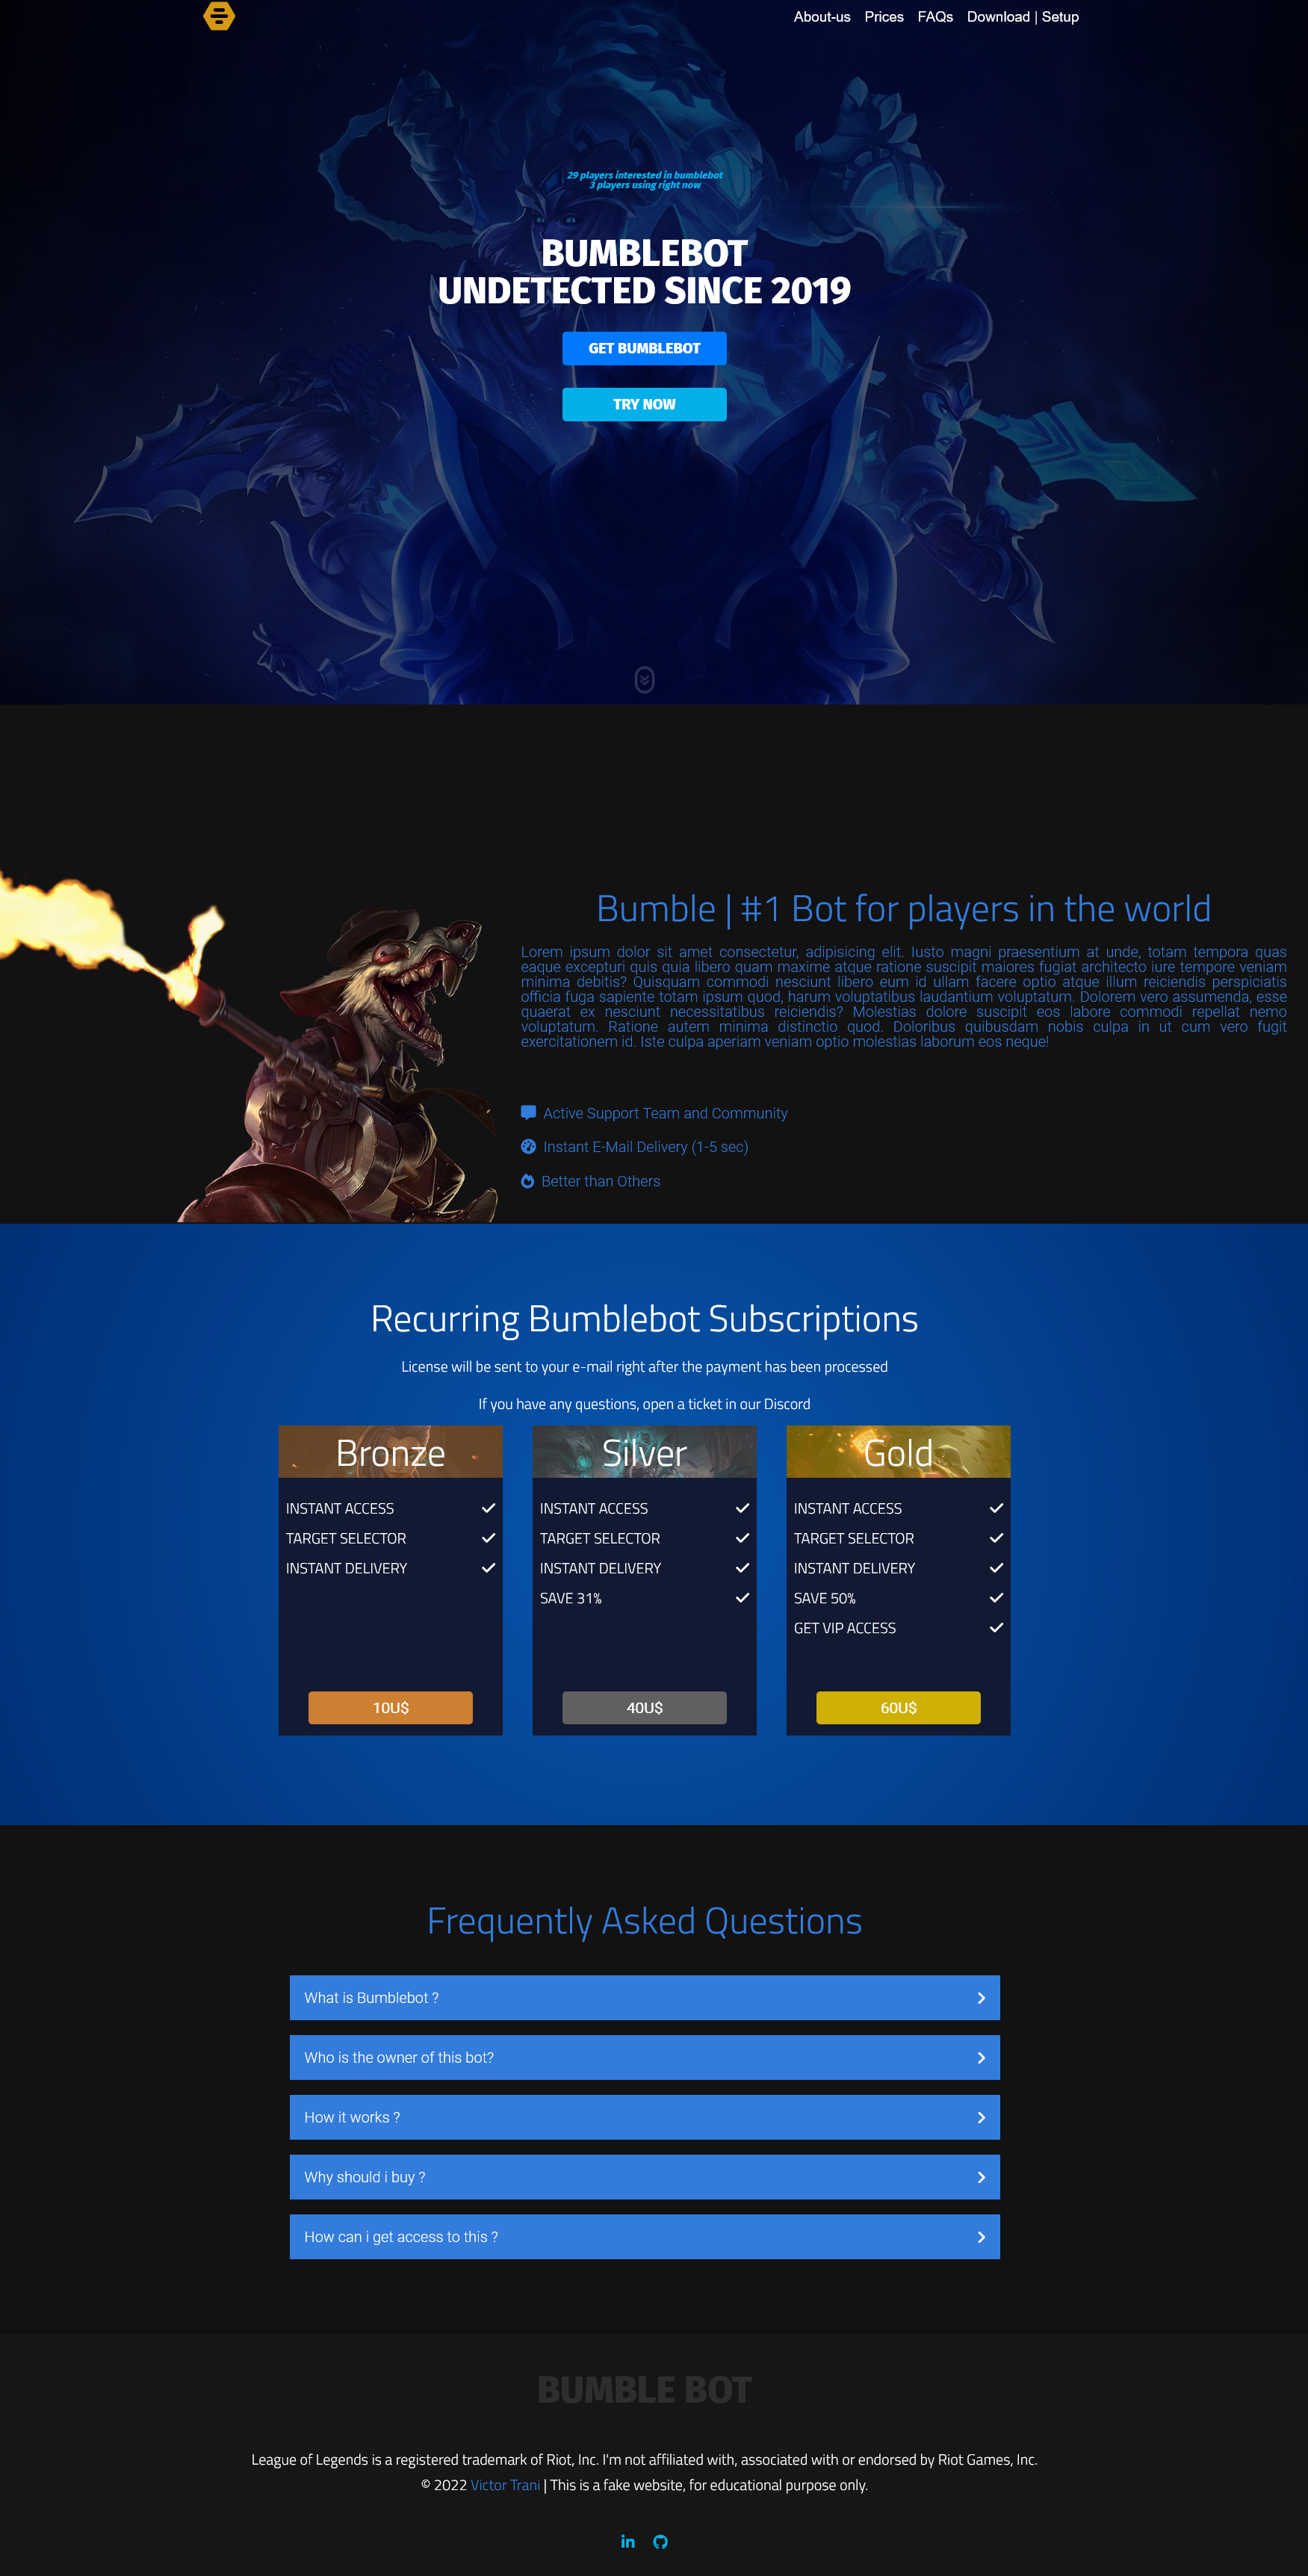 About-us Prices FAQs Download | Setup
29 players interested in bumblebot
3 players using right now
BUMBLEBOT
UNDETECTED SINCE 2019
GET BUMBLEBOT
TRY NOW
Bumble | #1 Bot for players in the world
Lorem ipsum dolor sit amet consectetur, adipisicing elit. Iusto magni praesentium at unde, totam tempora quas
eaque excepturi quis quia libero quam maxime atque ratione suscipit maiores fugiat architecto iure tempore veniam
minima debitis? Quisquam commodi nesciunt libero eum id ullam facere optio atque illum reiciendis perspiciatis
officia fuga sapiente totam ipsum quod, harum voluptatibus laudantium voluptatum. Dolorem vero assumenda, esse
quaerat ex nesciunt necessitatibus reiciendis? Molestias dolore suscipit eos labore commodi repellat nemo
voluptatum. Ratione autem minima distinctio quod. Doloribus quibusdam nobis culpa in ut cum vero fugit
exercitationem id. Iste culpa aperiam veniam optio molestias laborum eos neque!
Active Support Team and Community
Instant E-Mail Delivery (1-5 sec)
Better than Others
Recurring Bumblebot Subscriptions
License will be sent to your e-mail right after the payment has been processed
If you have any questions, open a ticket in our Discord
Bronze
INSTANT ACCESS
TARGET SELECTOR
INSTANT DELIVERY
10U$
Silver
INSTANT ACCESS
TARGET SELECTOR
INSTANT DELIVERY
SAVE 31%
40U$
Gold
INSTANT ACCESS
TARGET SELECTOR
INSTANT DELIVERY
SAVE 50%
GET VIP ACCESS
60U$
Frequently Asked Questions
What is Bumblebot ?
Who is the owner of this bot?
How it works ?
Why should i buy ?
How can i get access to this ?
BUMBLE BOT
League of Legends is a registered trademark of Riot, Inc. I'm not affiliated with, associated with or endorsed by Riot Games, Inc.
© 2022 Victor Trani | This is a fake website, for educational purpose only.
in